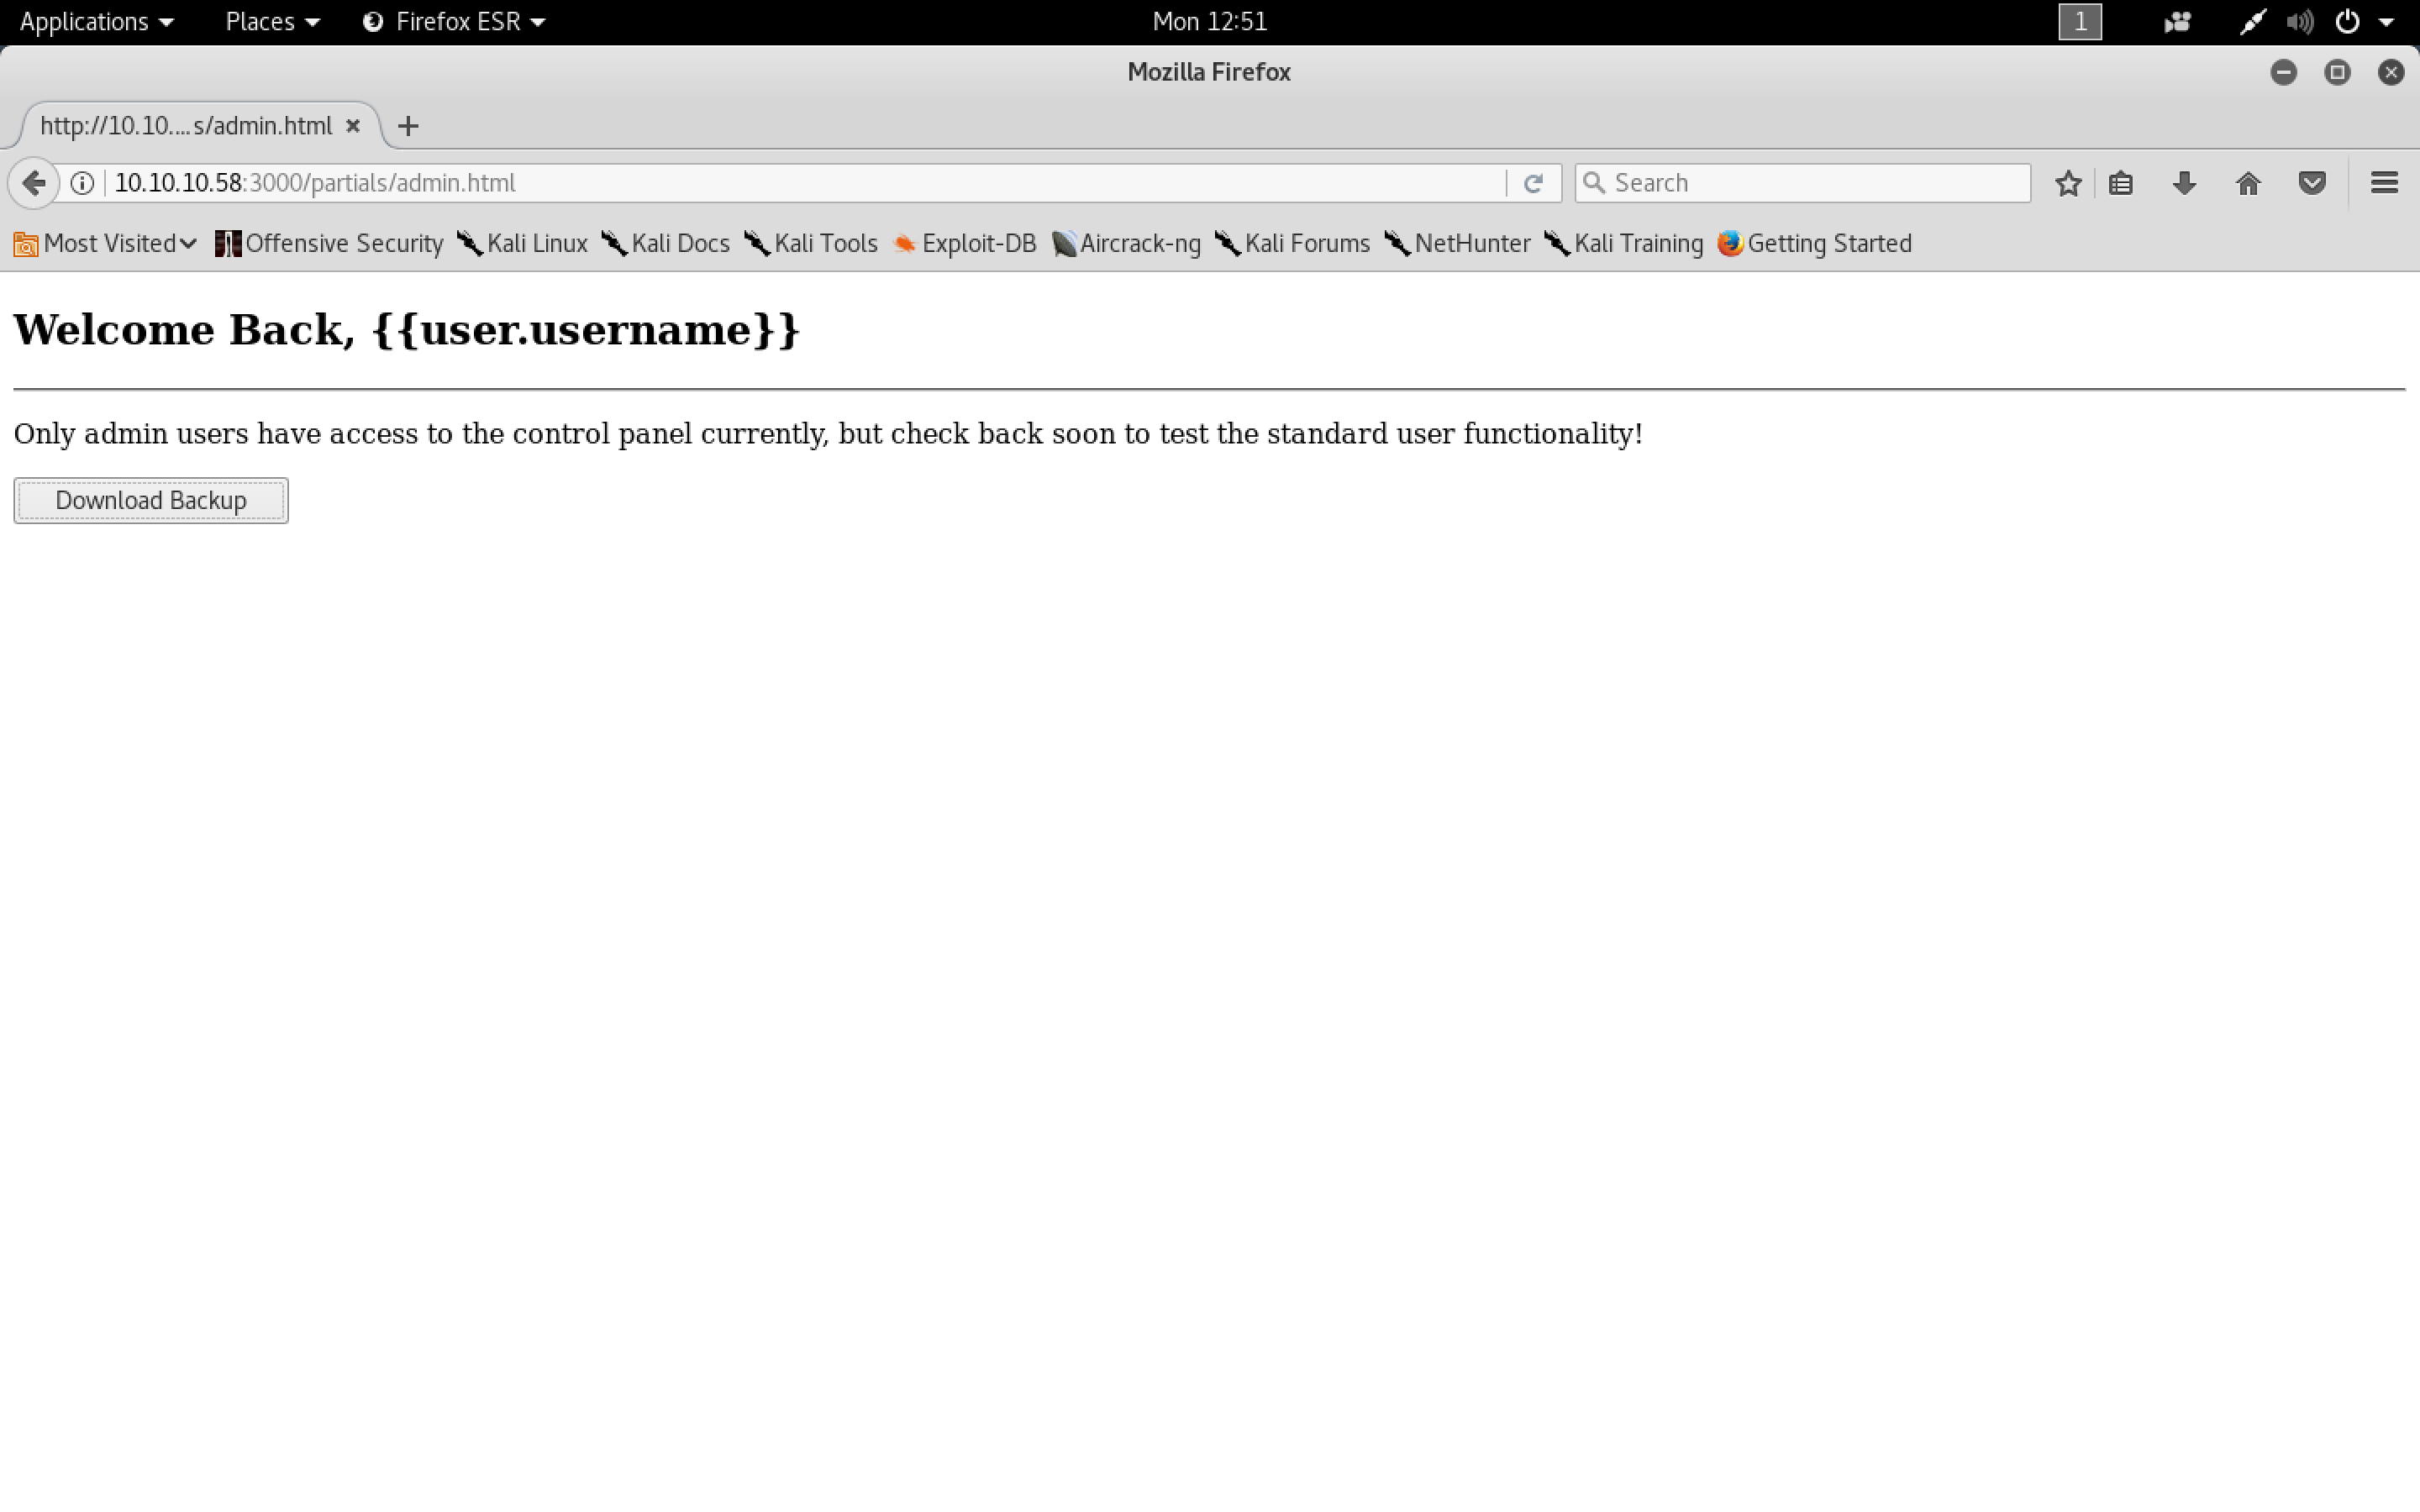 Applications Places Firefox ESR Mon 12:51 1
Mozilla Firefox
http://10.10....s/admin.html
10.10.10.58:3000/partials/admin.html Search
Most Visited Offensive Security Kali Linux Kali Docs Kali Tools Exploit-DB Aircrack-ng Kali Forums NetHunter Kali Training Getting Started
Welcome Back, {{user.username}}
Only admin users have access to the control panel currently, but check back soon to test the standard user functionality!
Download Backup